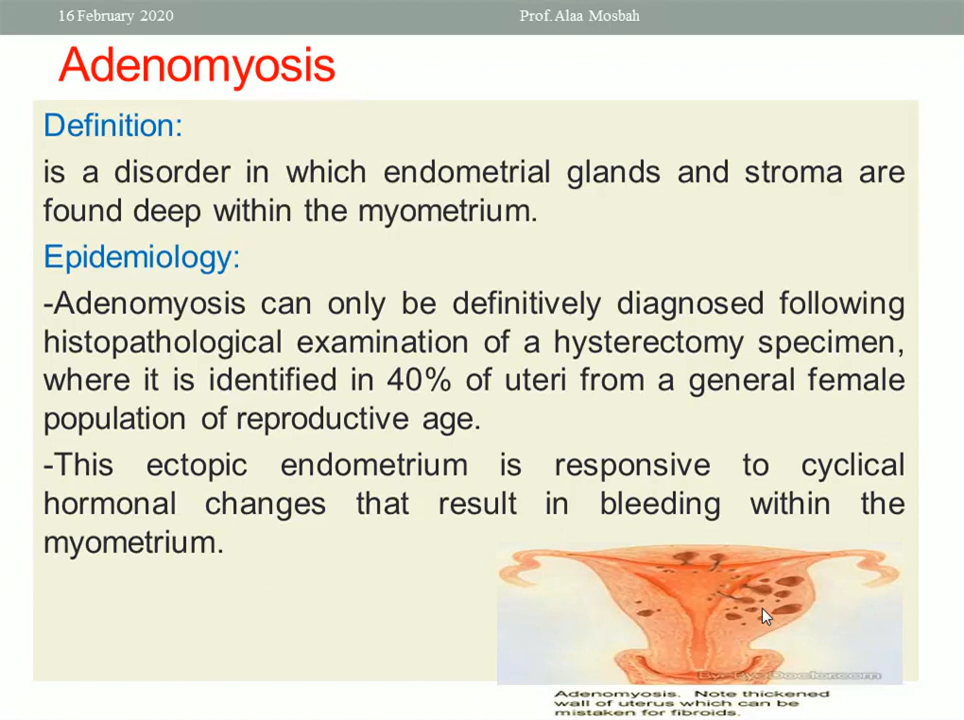 16 February 2020
Prof. Alaa Mosbah
Adenomyosis
Definition:
is a disorder in which endometrial glands and stroma are
found deep within the myometrium.
Epidemiology:
-Adenomyosis can only be definitively diagnosed following
histopathological examination of a hysterectomy specimen,
where it is identified in 40% of uteri from a general female
population of reproductive age.
-This ectopic endometrium is responsive to cyclical
hormonal changes that result in bleeding within the
myometrium.
Adenomyosis. Note thickened
wall of uterus which can be
mistaken for fibroids.